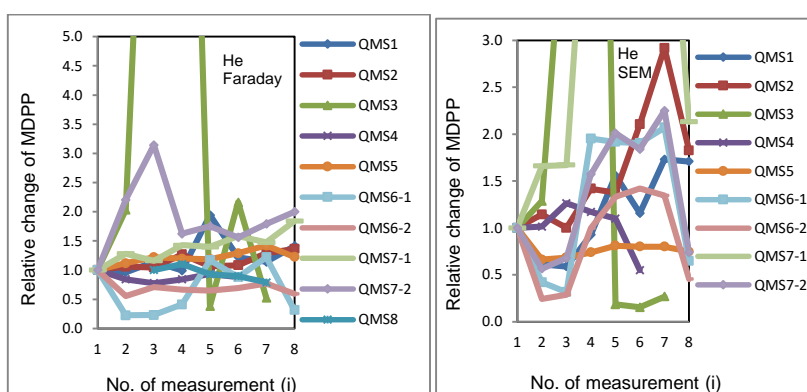 Relative change of MDPP
5.0
4.5
4.0
3.5
3.0
2.5
2.0
1.5
1.0
0.5
0.0
1 2 3 4 5 6 7 8
No. of measurement (i)
He
Faraday
QMS1
QMS2
QMS3
QMS4
QMS5
QMS6-1
QMS6-2
QMS7-1
QMS7-2
QMS8
Relative change of MDPP
3.0
2.5
2.0
1.5
1.0
0.5
0.0
1 2 3 4 5 6 7 8
No. of measurement (i)
He
SEM
QMS1
QMS2
QMS3
QMS4
QMS5
QMS6-1
QMS6-2
QMS7-1
QMS7-2